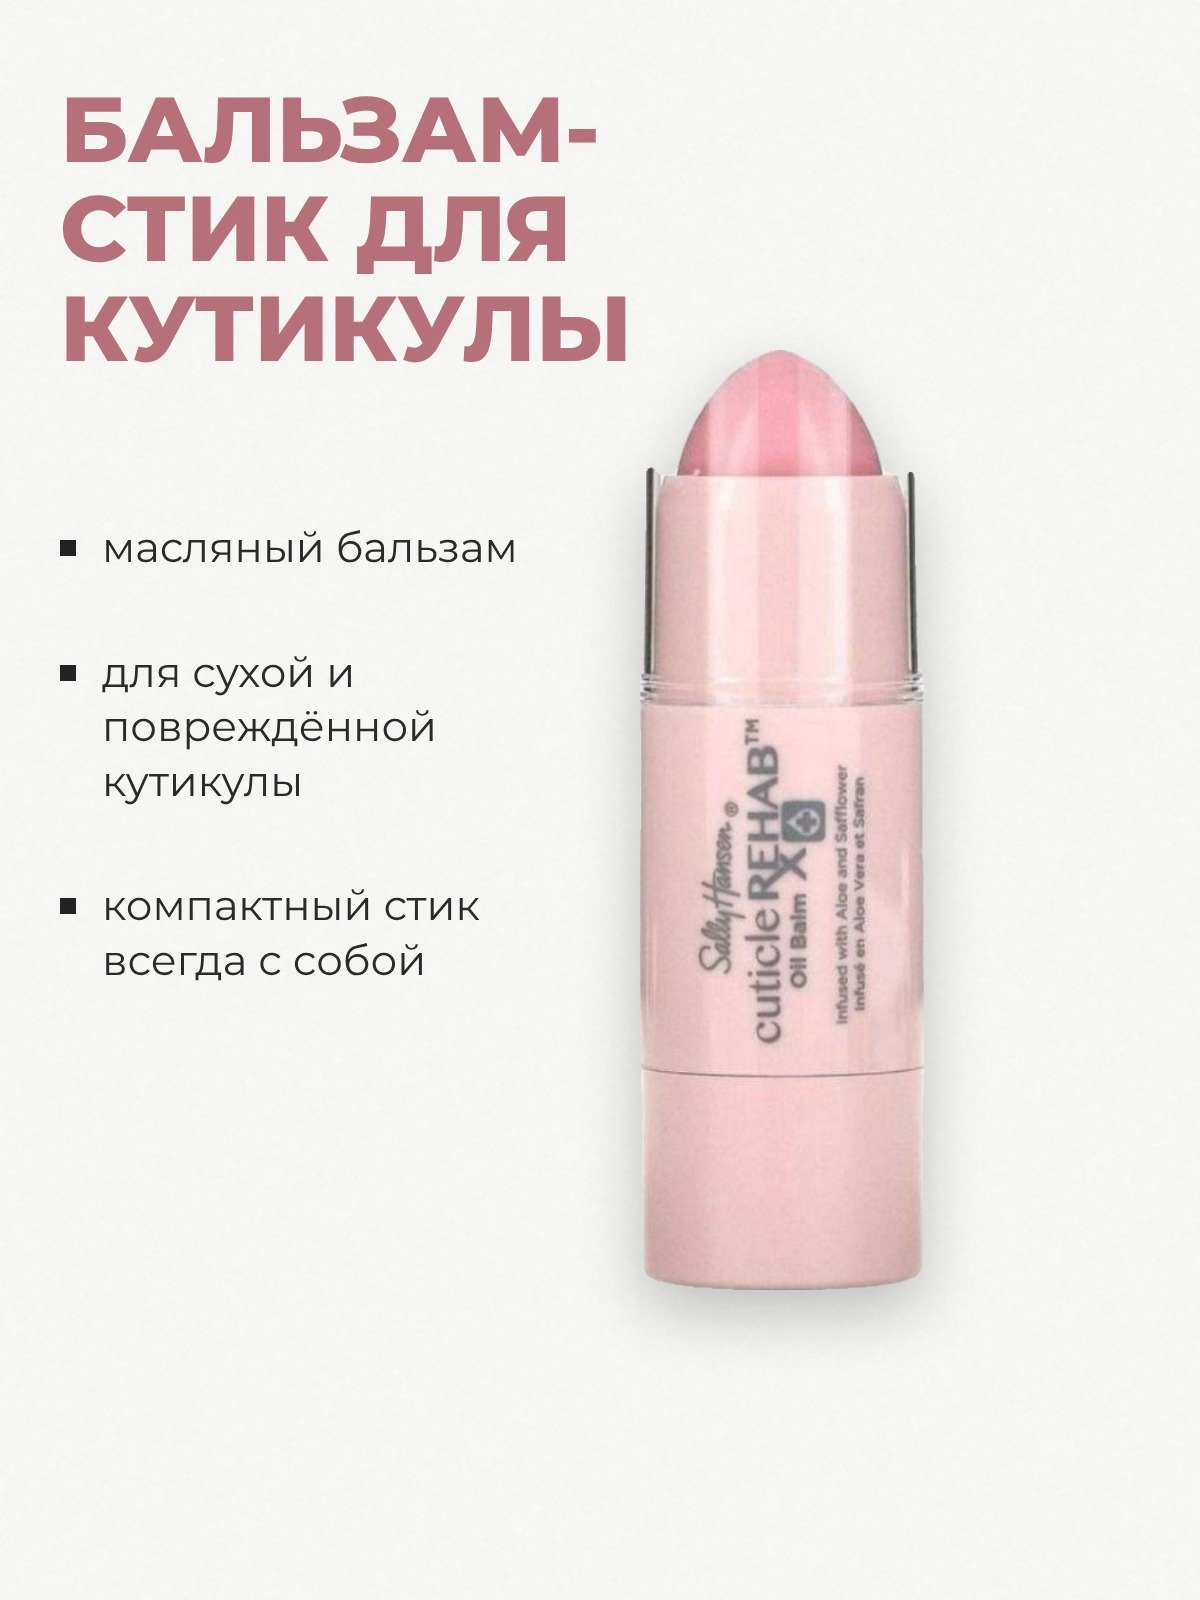 БАЛЬЗАМ-
СТИК ДЛЯ
КУТИКУЛЫ
масляный бальзам
для сухой и
повреждённой
кутикулы
компактный стик
всегда с собой
Sally Hansen®
cuticle REHAB™
Oil Balm X
Infused with Aloe and Safflower
Infusé en Aloe Vera et Safran